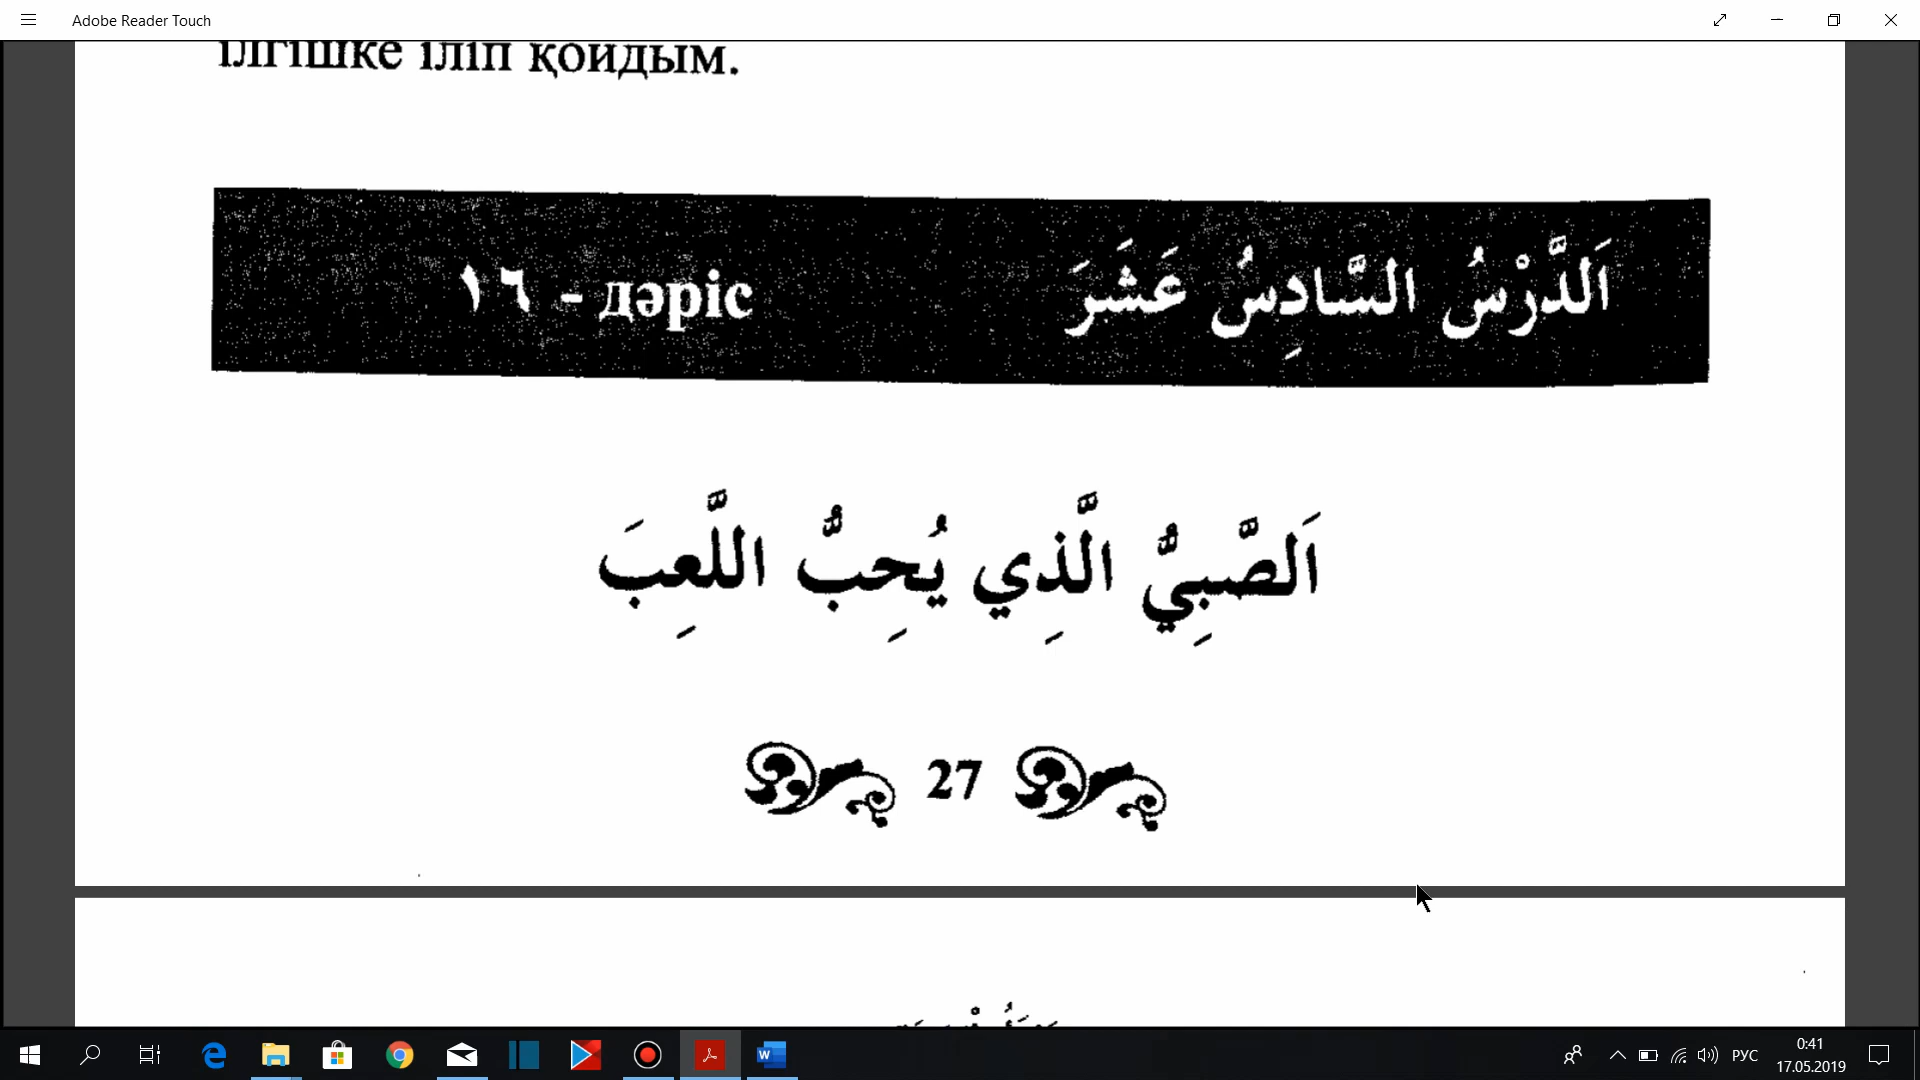 Adobe Reader Touch
ілгішке іліп қойдым.
اَلدَّرْسُ السَّادِسُ عَشَرَ
١٦ - дәріс
اَلصَّبِيُّ الَّذِي يُحِبُّ اللَّعِبَ
27
РУС
0:41
17.05.2019